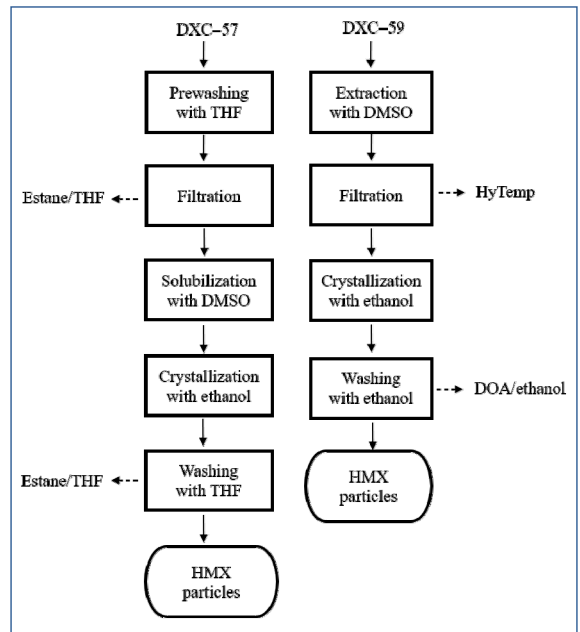 DXC–57
Prewashing
with THF
Estane/THF
Filtration
Solubilization
with DMSO
Crystallization
with ethanol
Estane/THF
Washing
with THF
HMX
particles
DXC–59
Extraction
with DMSO
Filtration
HyTemp
Crystallization
with ethanol
Washing
with ethanol
DOA/ethanol
HMX
particles